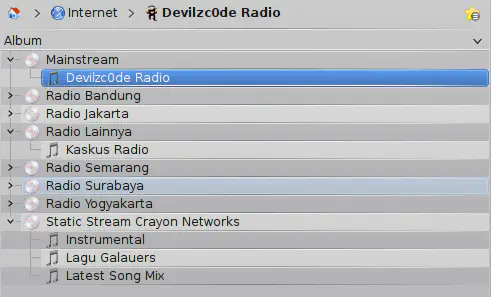 Internet
Devilzc0de Radio
Album
Mainstream
Devilzc0de Radio
Radio Bandung
Radio Jakarta
Radio Lainnya
Kaskus Radio
Radio Semarang
Radio Surabaya
Radio Yogyakarta
Static Stream Crayon Networks
Instrumental
Lagu Galauers
Latest Song Mix